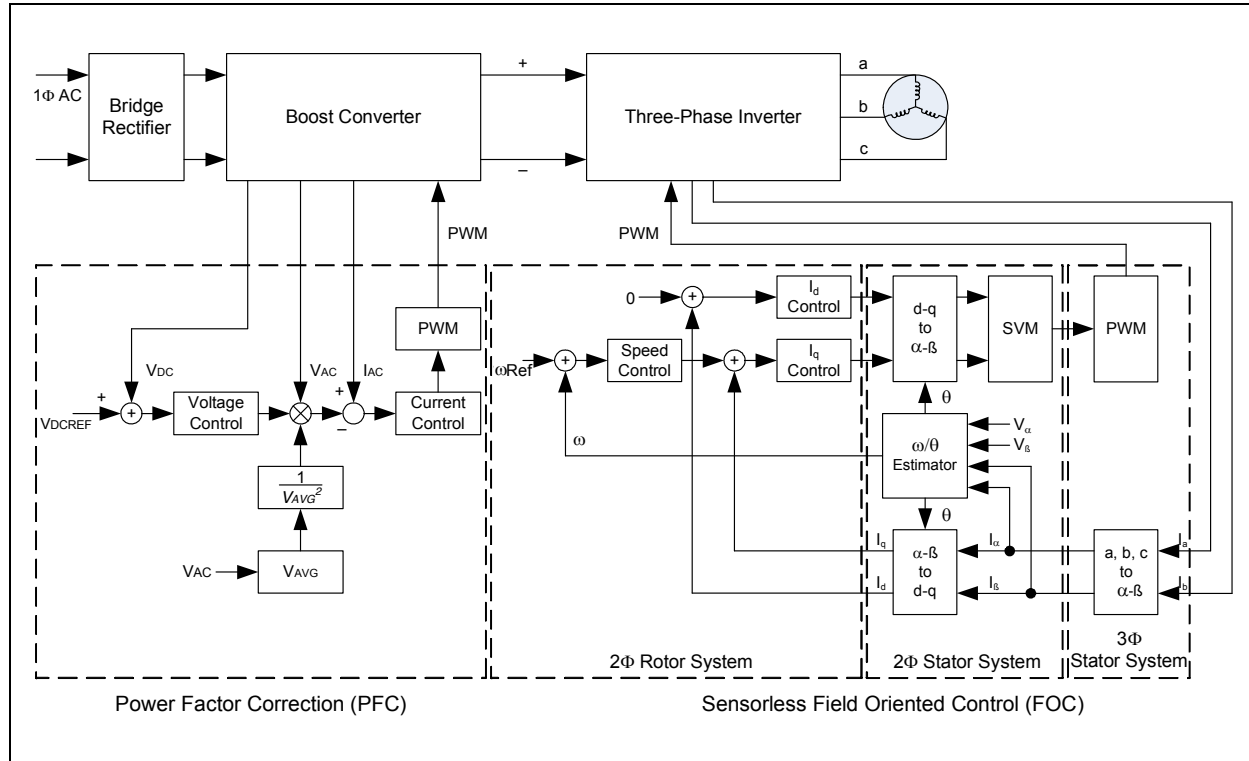 1Φ AC
Bridge
Rectifier
Boost Converter
+
–
Three-Phase Inverter
a
b
c
PWM
PWM
VDC
VAC
IAC
+
VDCREF
+
Voltage
Control
+
–
Current
Control
PWM
1
VAVG²
VAC
VAVG
0
+
Id
Control
ωRef
+
Speed
Control
+
Iq
Control
ω
d-q
to
α-ß
SVM
PWM
θ
ω/θ
Estimator
Vα
Vß
θ
Iq
Id
α-ß
to
d-q
Iα
Iß
a, b, c
to
α-ß
Ia
Ib
2Φ Rotor System
2Φ Stator System
3Φ
Stator System
Power Factor Correction (PFC)
Sensorless Field Oriented Control (FOC)